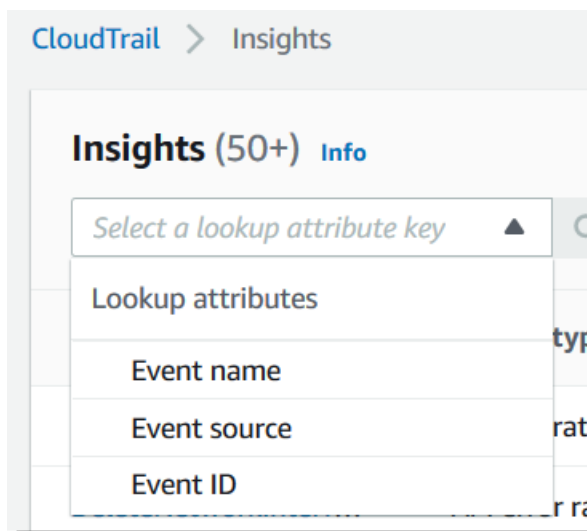 CloudTrail > Insights
Insights (50+) Info
Select a lookup attribute key
Lookup attributes
Event name
Event source
Event ID